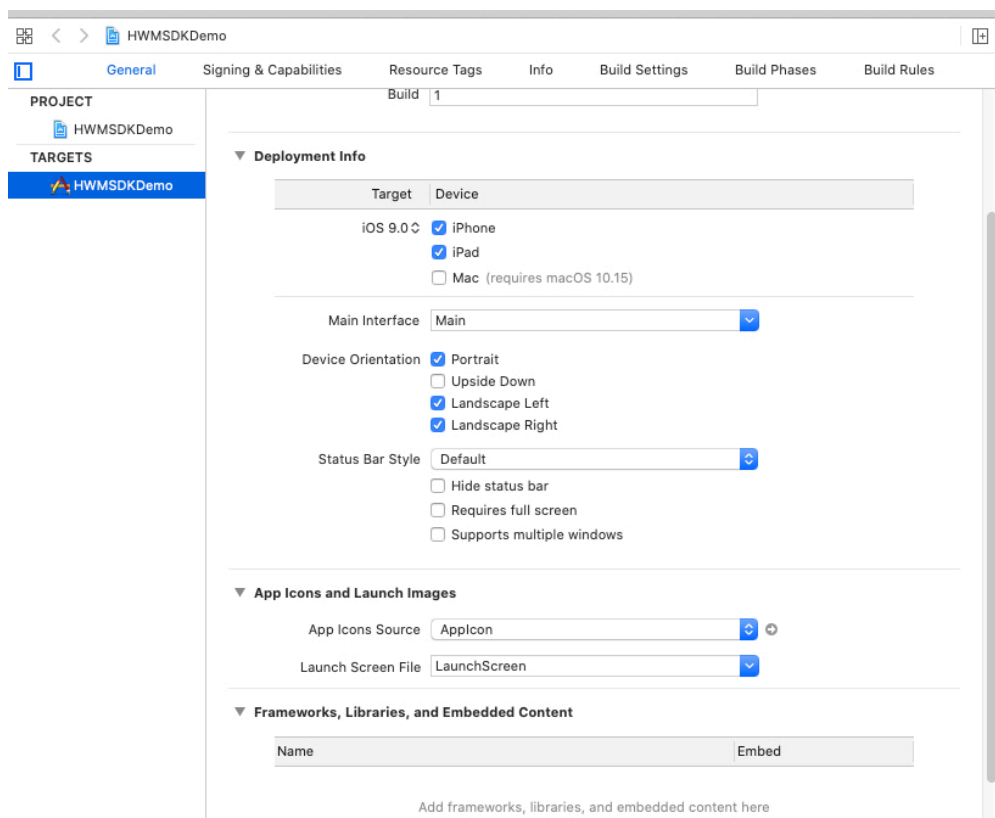 HWMSDKDemo
General Signing & Capabilities Resource Tags Info Build Settings Build Phases Build Rules
PROJECT
HWMSDKDemo
TARGETS
HWMSDKDemo
Build 1
Deployment Info
Target Device
iOS 9.0 iPhone
iPad
Mac (requires macOS 10.15)
Main Interface Main
Device Orientation Portrait
Upside Down
Landscape Left
Landscape Right
Status Bar Style Default
Hide status bar
Requires full screen
Supports multiple windows
App Icons and Launch Images
App Icons Source AppIcon
Launch Screen File LaunchScreen
Frameworks, Libraries, and Embedded Content
Name Embed
Add frameworks, libraries, and embedded content here